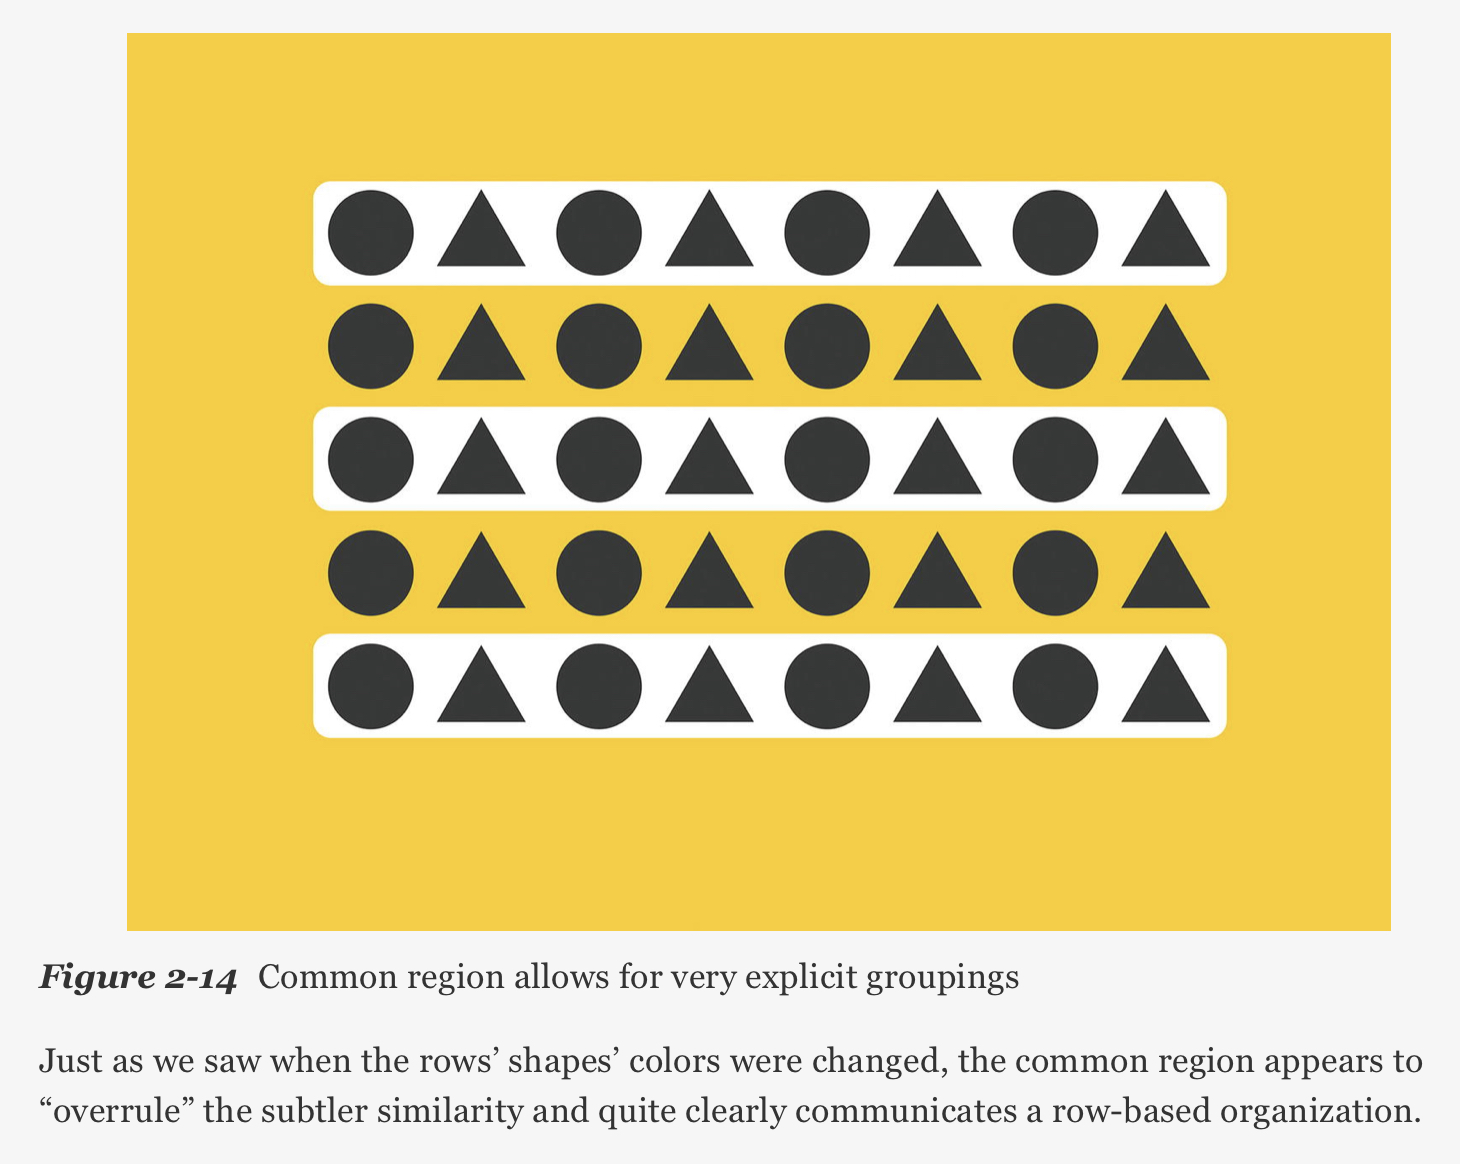 Figure 2-14 Common region allows for very explicit groupings
Just as we saw when the rows’ shapes’ colors were changed, the common region appears to
“overrule” the subtler similarity and quite clearly communicates a row-based organization.